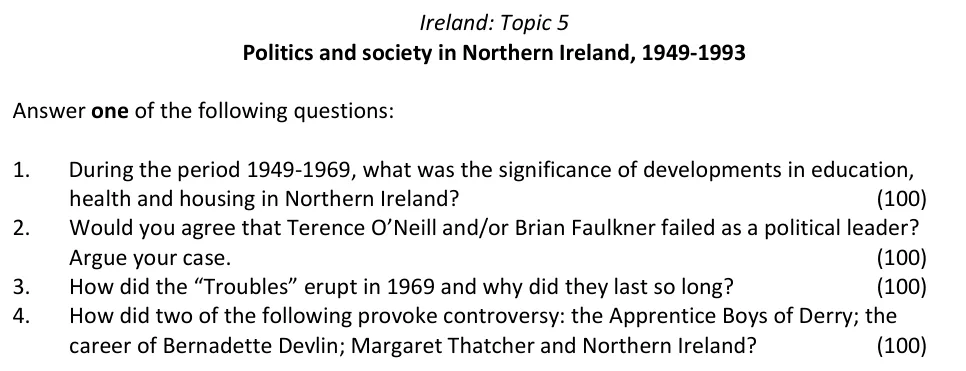 Ireland: Topic 5
Politics and society in Northern Ireland, 1949-1993
Answer one of the following questions:
1. During the period 1949-1969, what was the significance of developments in education,
health and housing in Northern Ireland? (100)
2. Would you agree that Terence O’Neill and/or Brian Faulkner failed as a political leader?
Argue your case. (100)
3. How did the “Troubles” erupt in 1969 and why did they last so long? (100)
4. How did two of the following provoke controversy: the Apprentice Boys of Derry; the
career of Bernadette Devlin; Margaret Thatcher and Northern Ireland? (100)